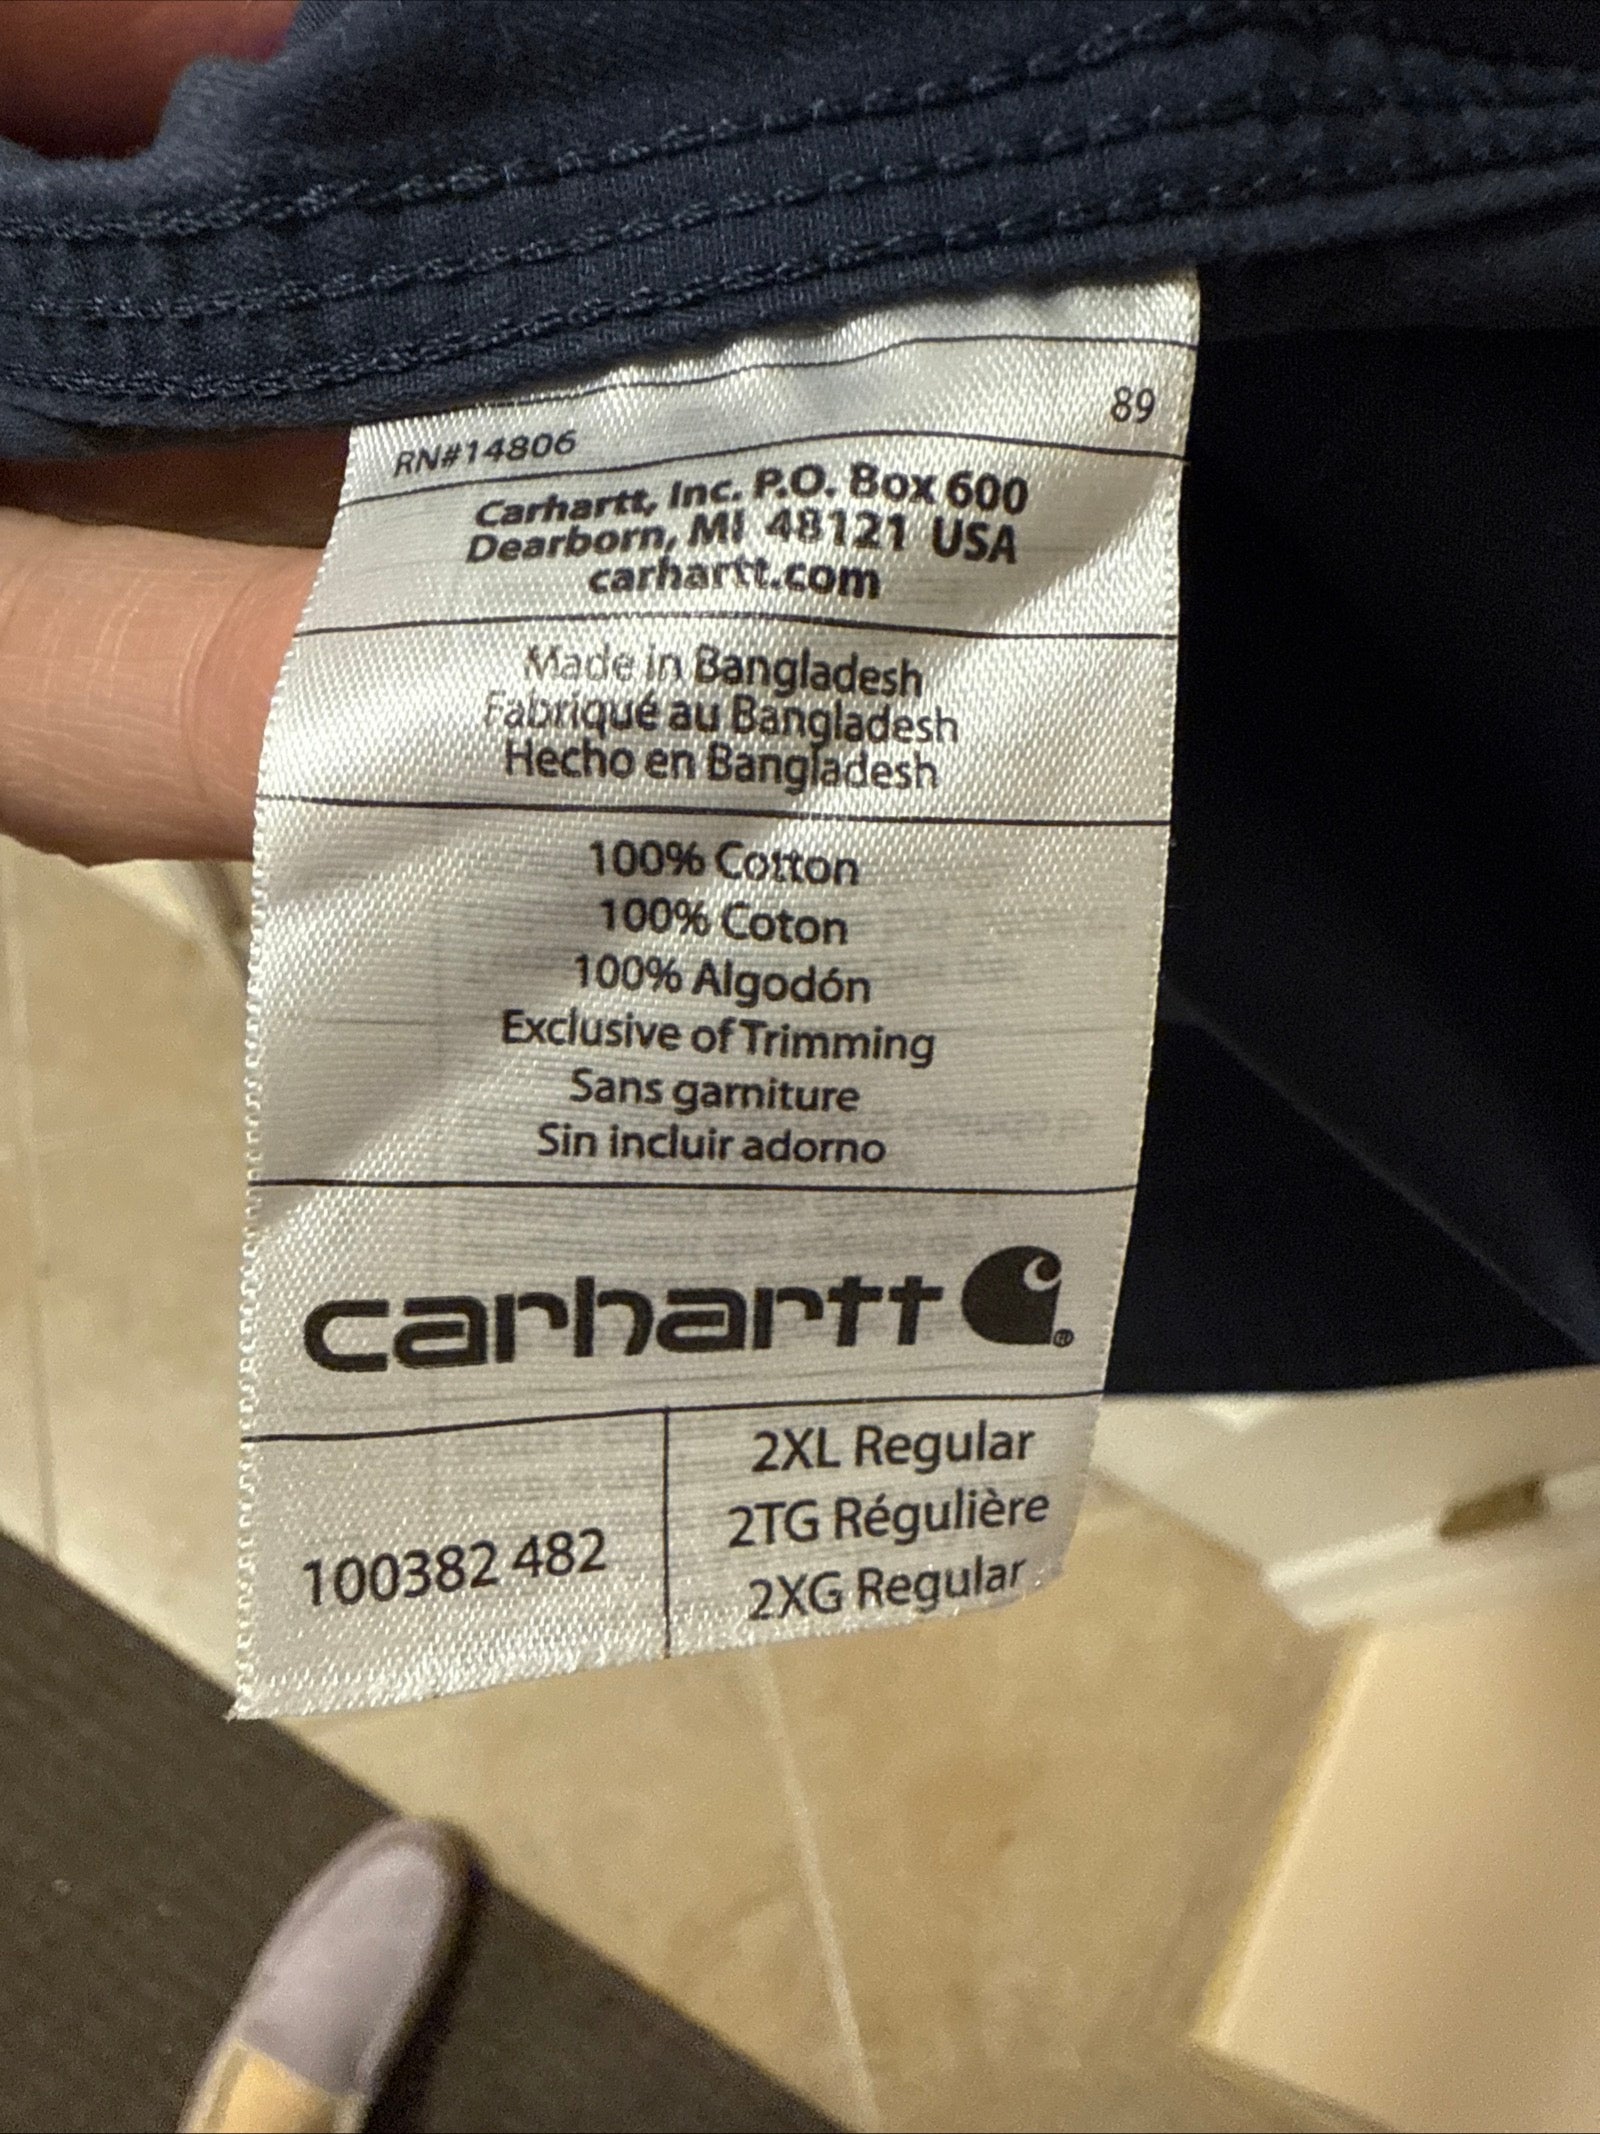 RN#14806 89
Carhartt, Inc. P.O. Box 600
Dearborn, MI 48121 USA
carhartt.com
Made in Bangladesh
Fabriqué au Bangladesh
Hecho en Bangladesh
100% Cotton
100% Coton
100% Algodón
Exclusive of Trimming
Sans garniture
Sin incluir adorno
carhartt ®
100382 482
2XL Regular
2TG Régulière
2XG Regular